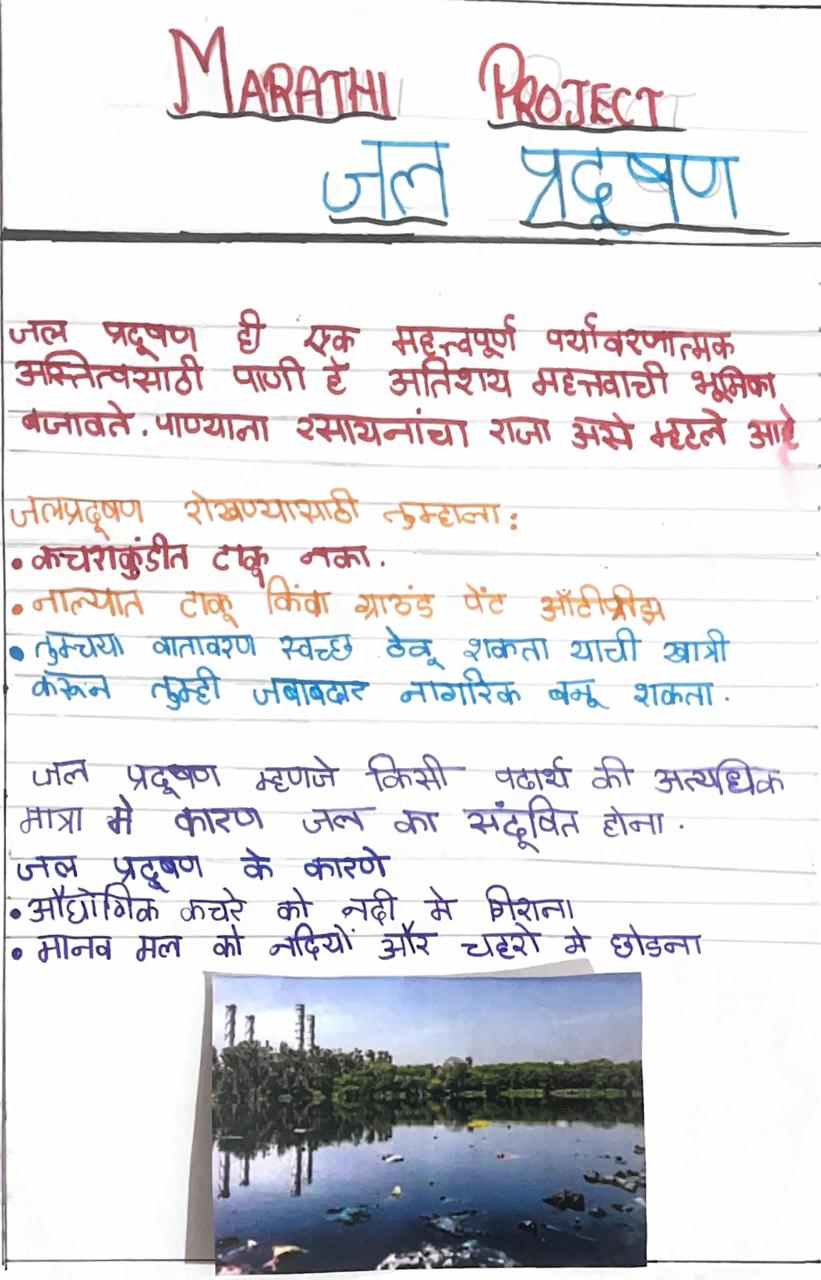 MARATHI PROJECT
जल प्रदूषण
जल प्रदूषण ही एक महत्त्वपूर्ण पर्यावरणात्मक
अस्तित्वसाठी पाणी हे अतिशय महत्तवाची भूमिका
बजावते. पाण्याना रसायनांचा राजा असे म्हटले आहे
जलप्रदूषण रोखण्यासाठी तुम्हाला:
• कचराकुंडीत टाकू नका.
• नाल्यात टाकू किंवा ग्राउंड पेंट ॲंटीफ्रीझ
• तुमचया वातावरण स्वच्छ ठेवू शकता याची खात्री
करून तुम्ही जबाबदार नागरिक बनू शकता.
जल प्रदूषण म्हणजे किसी पदार्थ की अत्यधिक
मात्रा मे कारण जल का संदूषित होना.
जल प्रदूषण के कारणे
• औद्योगिक कचरे को नदी मे गिराना
• मानव मल को नदियों और चहरो मे छोडना